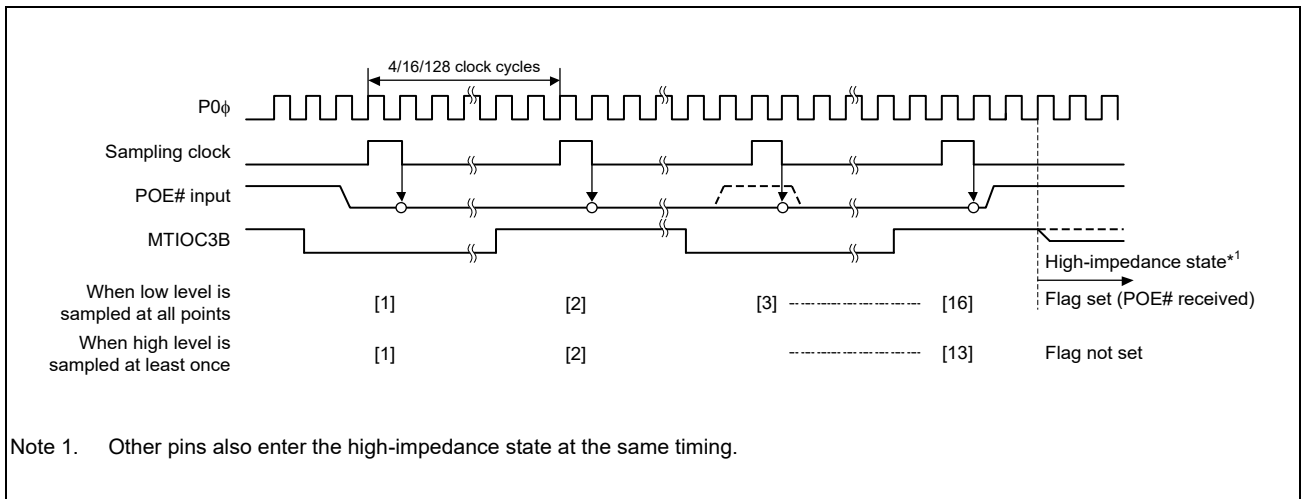 4/16/128 clock cycles
P0ϕ
Sampling clock
POE# input
MTIOC3B
High-impedance state*1
When low level is
sampled at all points
[1] [2] [3] [16] Flag set (POE# received)
When high level is
sampled at least once
[1] [2] [13] Flag not set
Note 1. Other pins also enter the high-impedance state at the same timing.